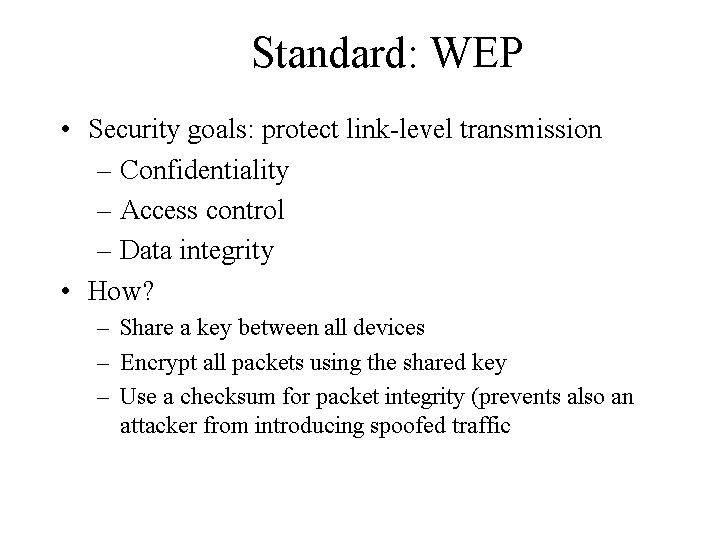 Standard: WEP
• Security goals: protect link-level transmission
– Confidentiality
– Access control
– Data integrity
• How?
– Share a key between all devices
– Encrypt all packets using the shared key
– Use a checksum for packet integrity (prevents also an
attacker from introducing spoofed traffic